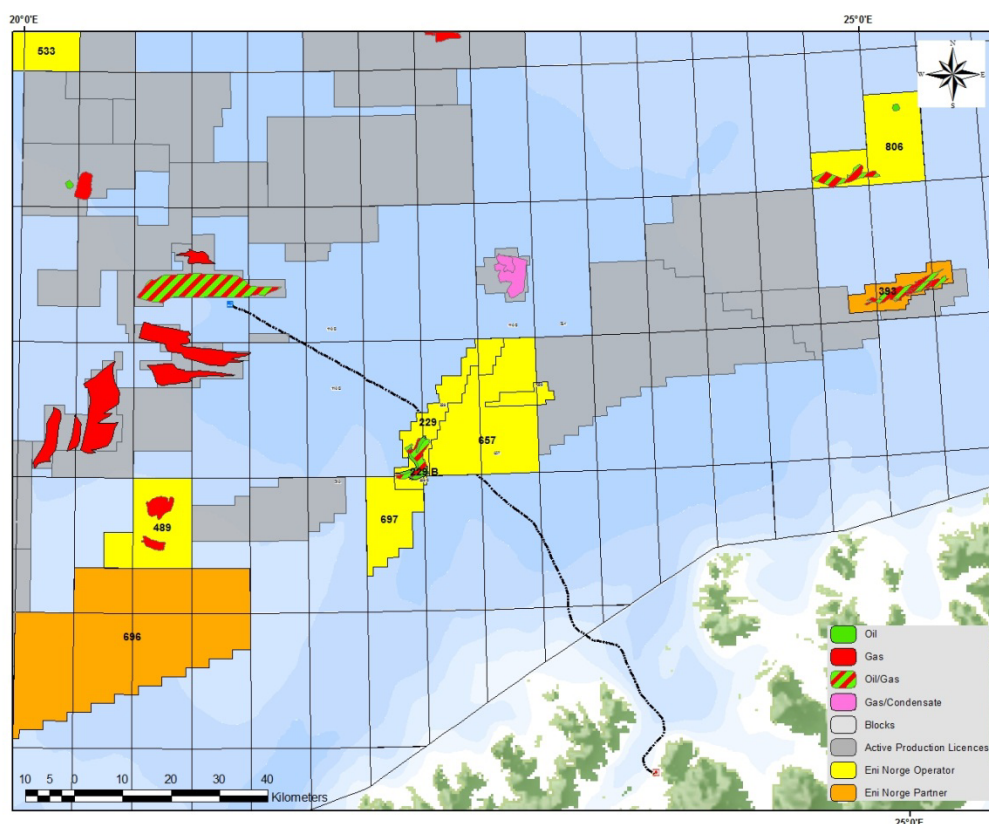 20°0'E
25°0'E
533
N
W
E
S
806
393
229
657
229 B
697
489
696
Oil
Gas
Oil/Gas
Gas/Condensate
Blocks
Active Production Licences
Eni Norge Operator
Eni Norge Partner
10 5 0 10 20 30 40
Kilometers
25°0'E